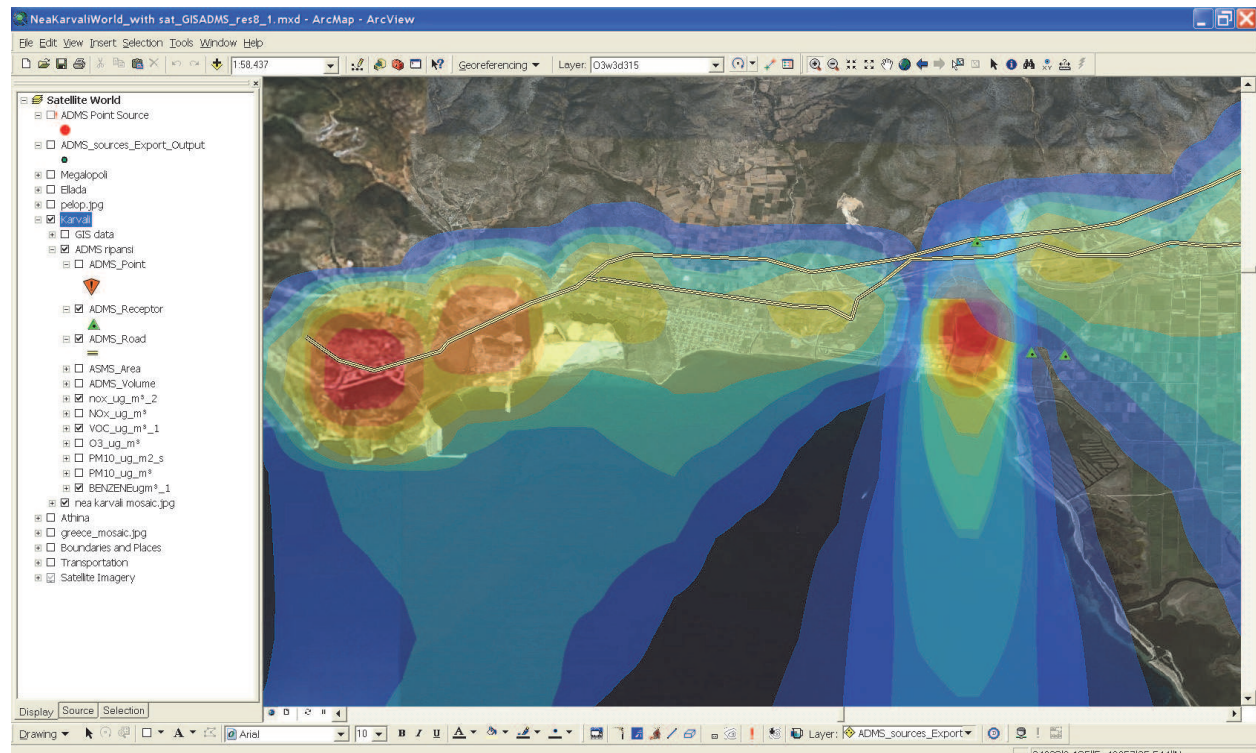 NeaKarvaliWorld_with sat_GISADMS_res8_1.mxd - ArcMap - ArcView
File Edit View Insert Selection Tools Window Help
1:58,437 Georeferencing Layer: O3w3d315
Satellite World
ADMS Point Source
ADMS_sources_Export_Output
Megalopoli
Ellada
pelop.jpg
Karvali
GIS data
ADMS ripansi
ADMS_Point
ADMS_Receptor
ADMS_Road
ASMS_Area
ADMS_Volume
nox_ug_m³_2
NOx_ug_m³
VOC_ug_m³_1
O3_ug_m³
PM10_ug_m2_s
PM10_ug_m³
BENZENEugm³_1
nea karvali mosaic.jpg
Athina
greece_mosaic.jpg
Boundaries and Places
Transportation
Satellite Imagery
Display Source Selection
Drawing A Arial 10 B I U A Layer: ADMS_sources_Export